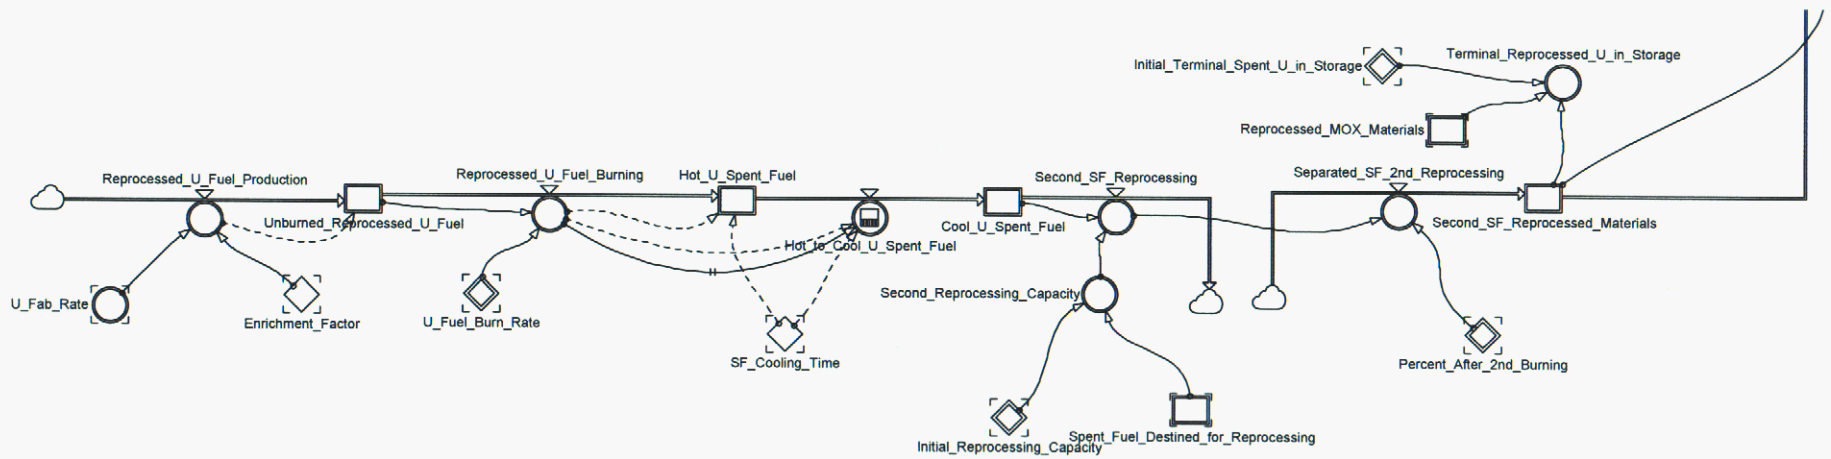 Initial_Terminal_Spent_U_in_Storage
Terminal_Reprocessed_U_in_Storage
Reprocessed_MOX_Materials
Reprocessed_U_Fuel_Production
Reprocessed_U_Fuel_Burning
Hot_U_Spent_Fuel
Second_SF_Reprocessing
Separated_SF_2nd_Reprocessing
Unburned_Reprocessed_U_Fuel
Hot_to_Cool_U_Spent_Fuel
Cool_U_Spent_Fuel
Second_SF_Reprocessed_Materials
U_Fab_Rate
Enrichment_Factor
U_Fuel_Burn_Rate
Second_Reprocessing_Capacity
SF_Cooling_Time
Percent_After_2nd_Burning
Initial_Reprocessing_Capacity
Spent_Fuel_Destined_for_Reprocessing